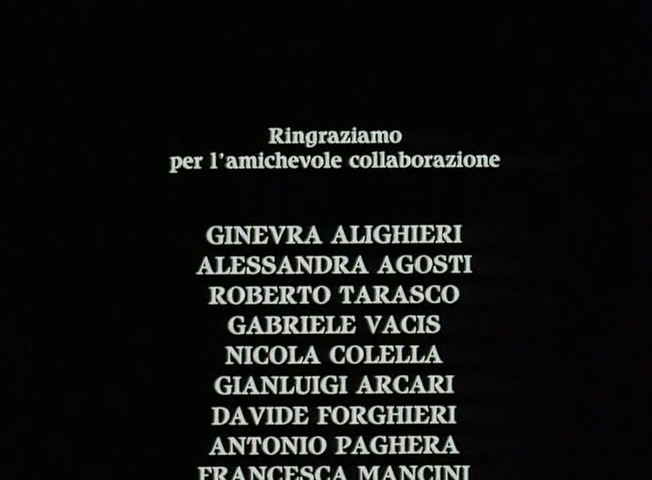 Ringraziamo
per l'amichevole collaborazione
GINEVRA ALIGHIERI
ALESSANDRA AGOSTI
ROBERTO TARASCO
GABRIELE VACIS
NICOLA COLELLA
GIANLUIGI ARCARI
DAVIDE FORGHIERI
ANTONIO PAGHERA
FRANCESCA MANCINI